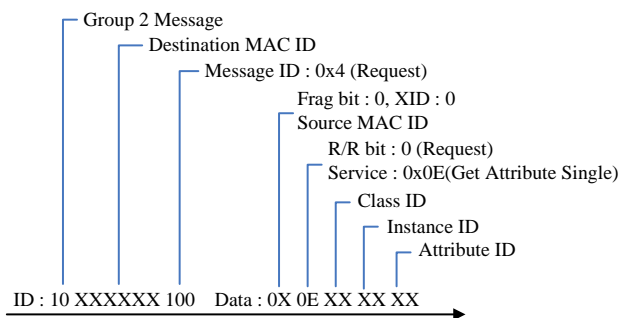 Group 2 Message
Destination MAC ID
Message ID : 0x4 (Request)
Frag bit : 0, XID : 0
Source MAC ID
R/R bit : 0 (Request)
Service : 0x0E(Get Attribute Single)
Class ID
Instance ID
Attribute ID
ID : 10 XXXXXX 100 Data : 0X 0E XX XX XX